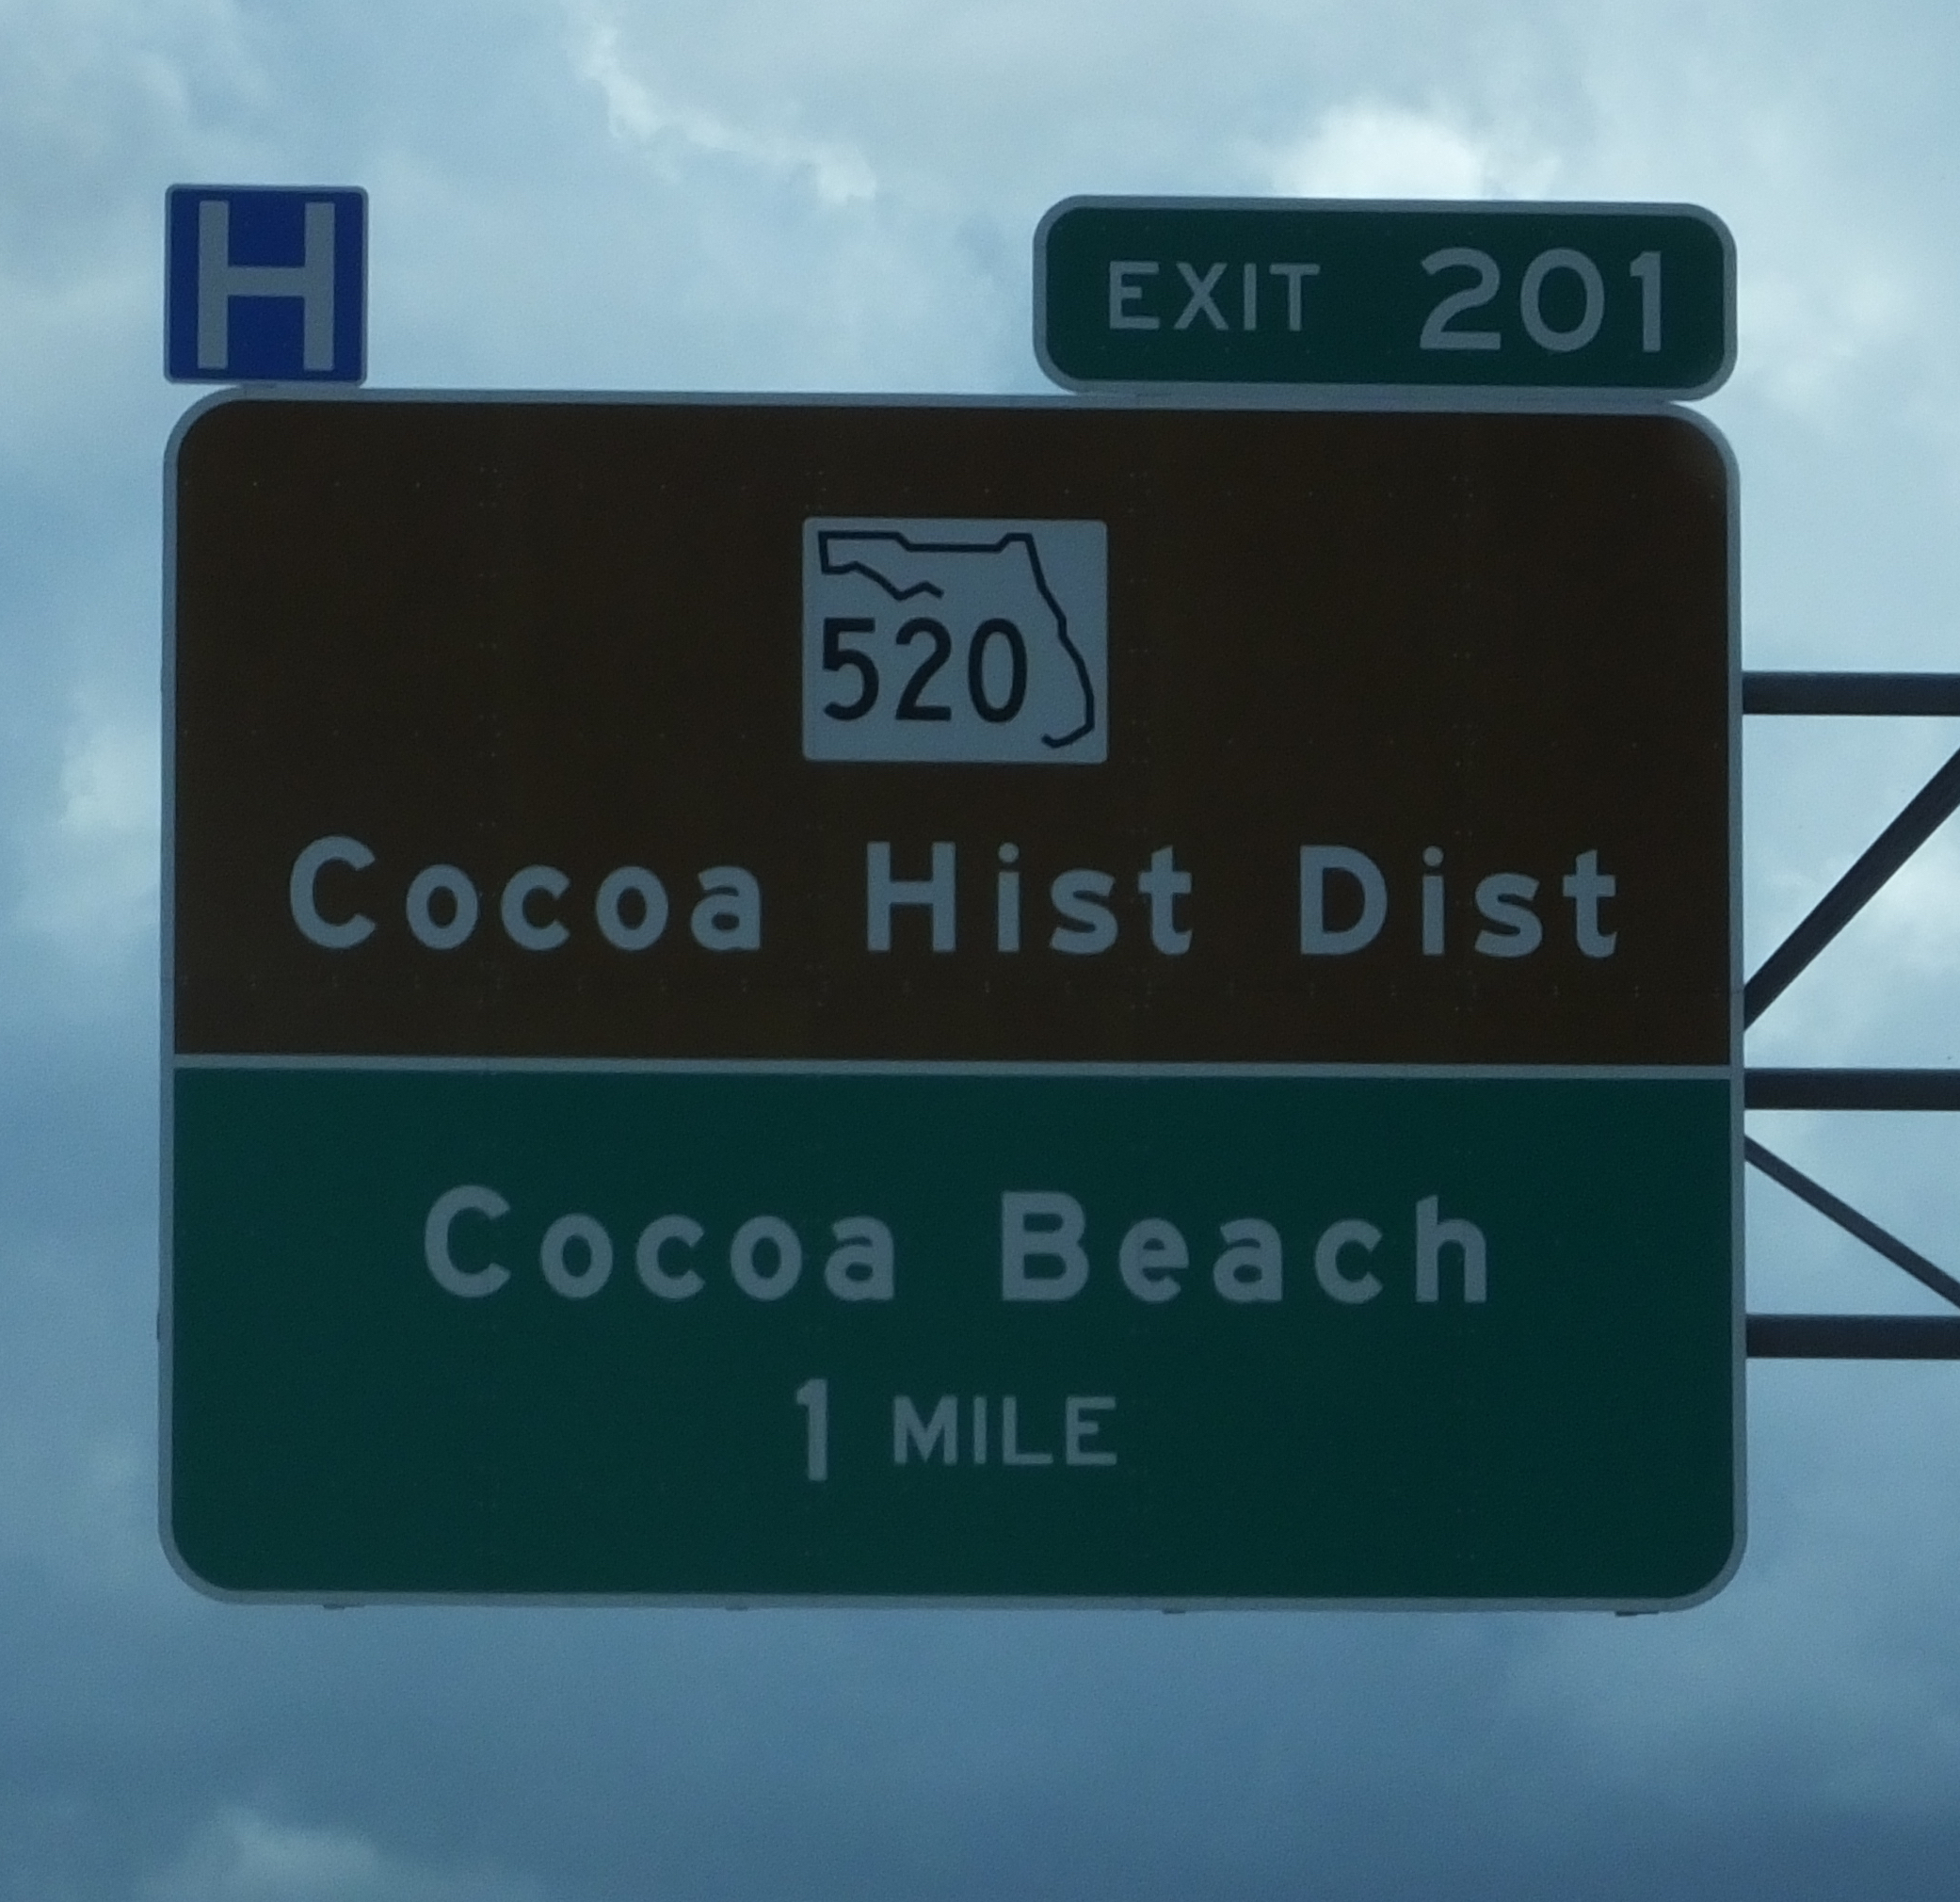 H
EXIT 201
520
Cocoa Hist Dist
Cocoa Beach
1 MILE